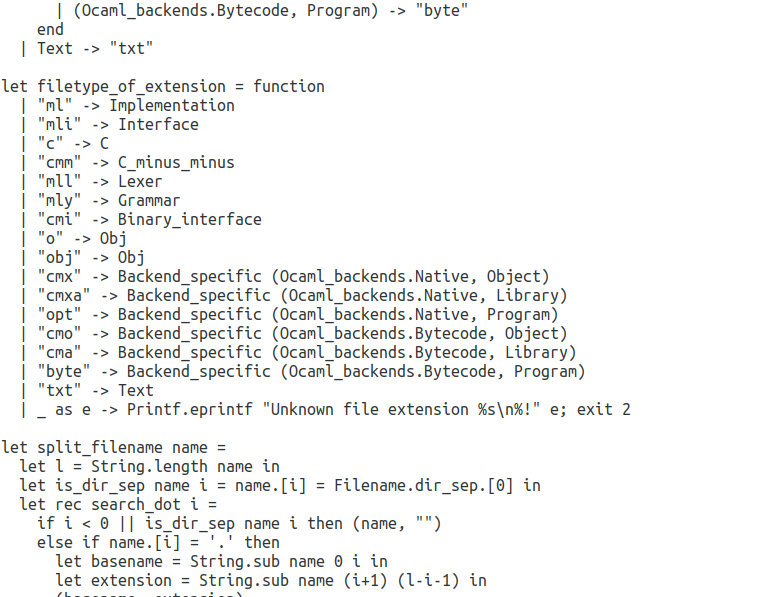 | (Ocaml_backends.Bytecode, Program) -> "byte"
    end
  | Text -> "txt"

let filetype_of_extension = function
  | "ml" -> Implementation
  | "mli" -> Interface
  | "c" -> C
  | "cmm" -> C_minus_minus
  | "mll" -> Lexer
  | "mly" -> Grammar
  | "cmi" -> Binary_interface
  | "o" -> Obj
  | "obj" -> Obj
  | "cmx" -> Backend_specific (Ocaml_backends.Native, Object)
  | "cmxa" -> Backend_specific (Ocaml_backends.Native, Library)
  | "opt" -> Backend_specific (Ocaml_backends.Native, Program)
  | "cmo" -> Backend_specific (Ocaml_backends.Bytecode, Object)
  | "cma" -> Backend_specific (Ocaml_backends.Bytecode, Library)
  | "byte" -> Backend_specific (Ocaml_backends.Bytecode, Program)
  | "txt" -> Text
  | _ as e -> Printf.eprintf "Unknown file extension %s\n%!" e; exit 2

let split_filename name =
  let l = String.length name in
  let is_dir_sep name i = name.[i] = Filename.dir_sep.[0] in
  let rec search_dot i =
    if i < 0 || is_dir_sep name i then (name, "")
    else if name.[i] = '.' then
      let basename = String.sub name 0 i in
      let extension = String.sub name (i+1) (l-i-1) in